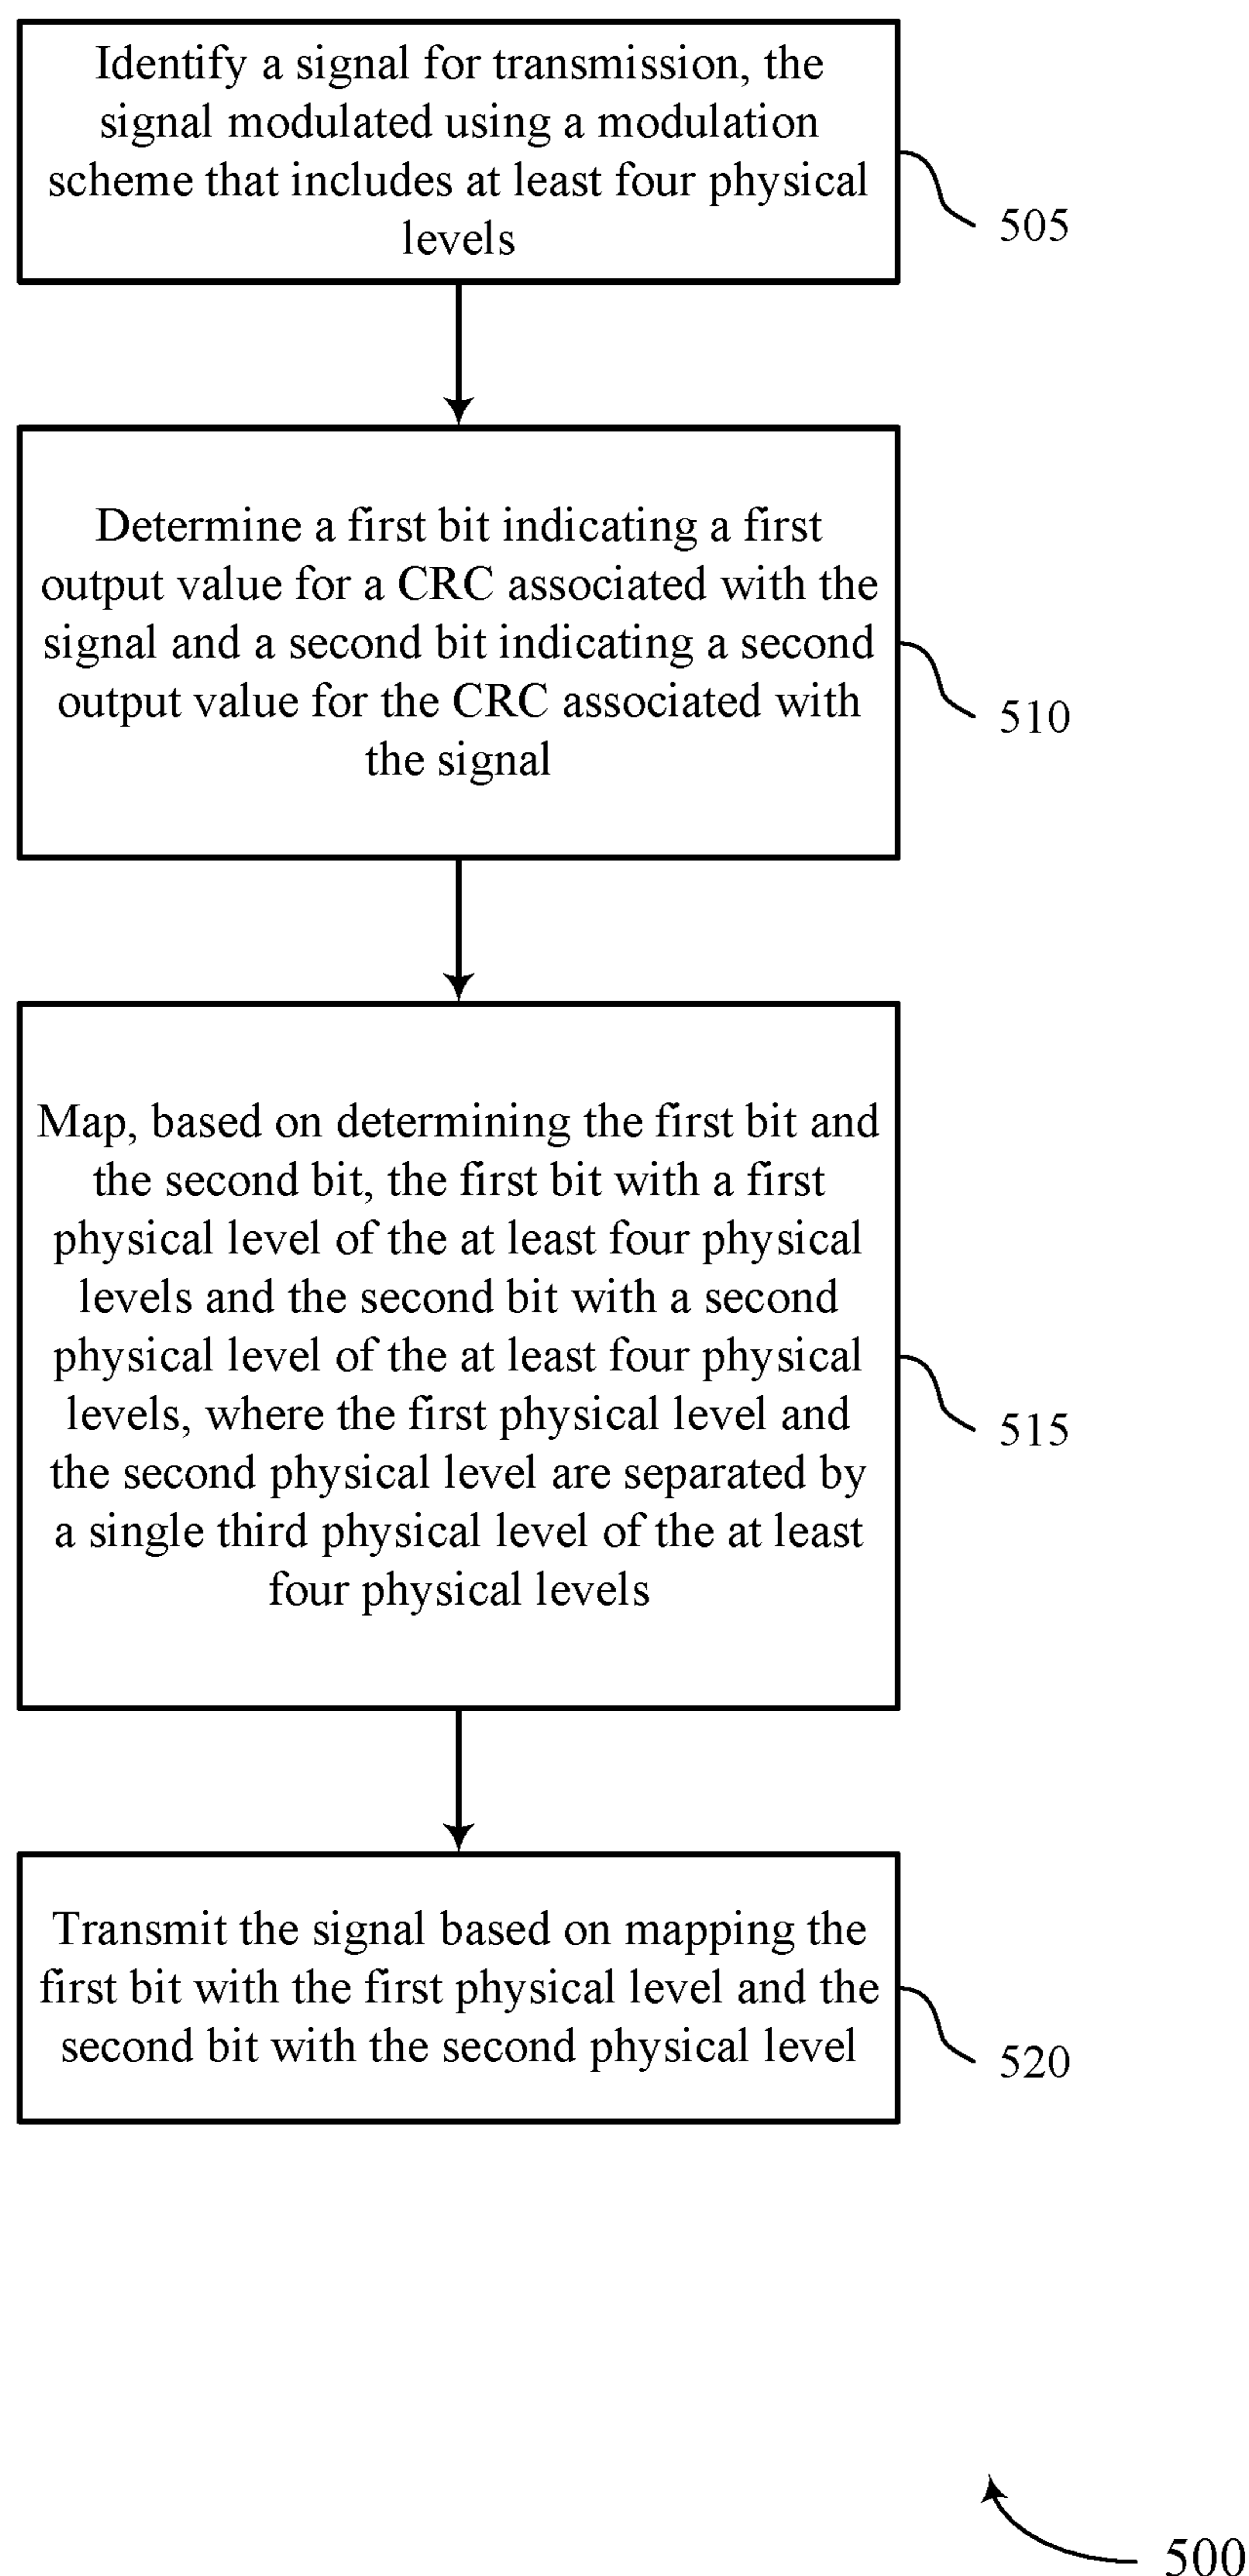 Identify a signal for transmission, the
signal modulated using a modulation
scheme that includes at least four physical
levels
505
Determine a first bit indicating a first
output value for a CRC associated with the
signal and a second bit indicating a second
output value for the CRC associated with
the signal
510
Map, based on determining the first bit and
the second bit, the first bit with a first
physical level of the at least four physical
levels and the second bit with a second
physical level of the at least four physical
levels, where the first physical level and
the second physical level are separated by
a single third physical level of the at least
four physical levels
515
Transmit the signal based on mapping the
first bit with the first physical level and the
second bit with the second physical level
520
500